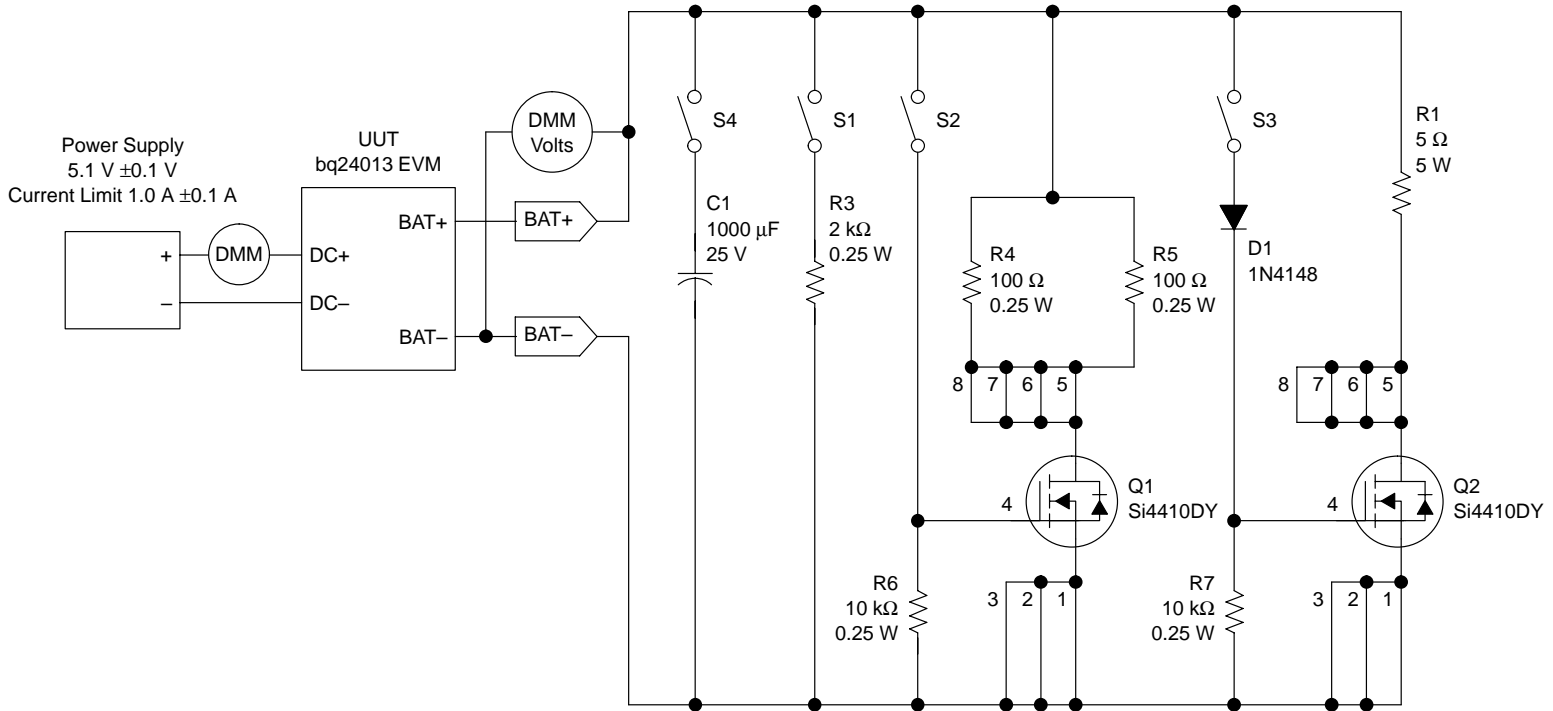 Power Supply
5.1 V ±0.1 V
Current Limit 1.0 A ±0.1 A
+
–
DMM
UUT
bq24013 EVM
DC+
DC–
BAT+
BAT–
DMM
Volts
BAT+
BAT–
S4
C1
1000 μF
25 V
S1
R3
2 kΩ
0.25 W
S2
R6
10 kΩ
0.25 W
R4
100 Ω
0.25 W
R5
100 Ω
0.25 W
8
7
6
5
4
Q1
Si4410DY
3
2
1
S3
D1
1N4148
R7
10 kΩ
0.25 W
R1
5 Ω
5 W
8
7
6
5
4
Q2
Si4410DY
3
2
1